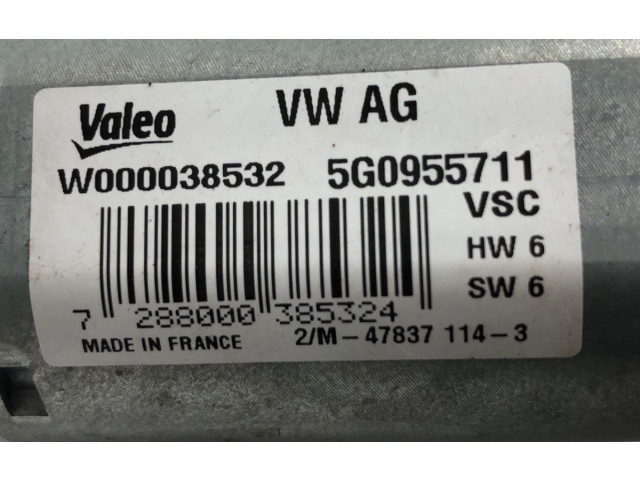 Valeo VW AG
W000038532 5G0955711
VSC
HW 6
SW 6
7 288000 385324
MADE IN FRANCE 2/M-47837 114-3